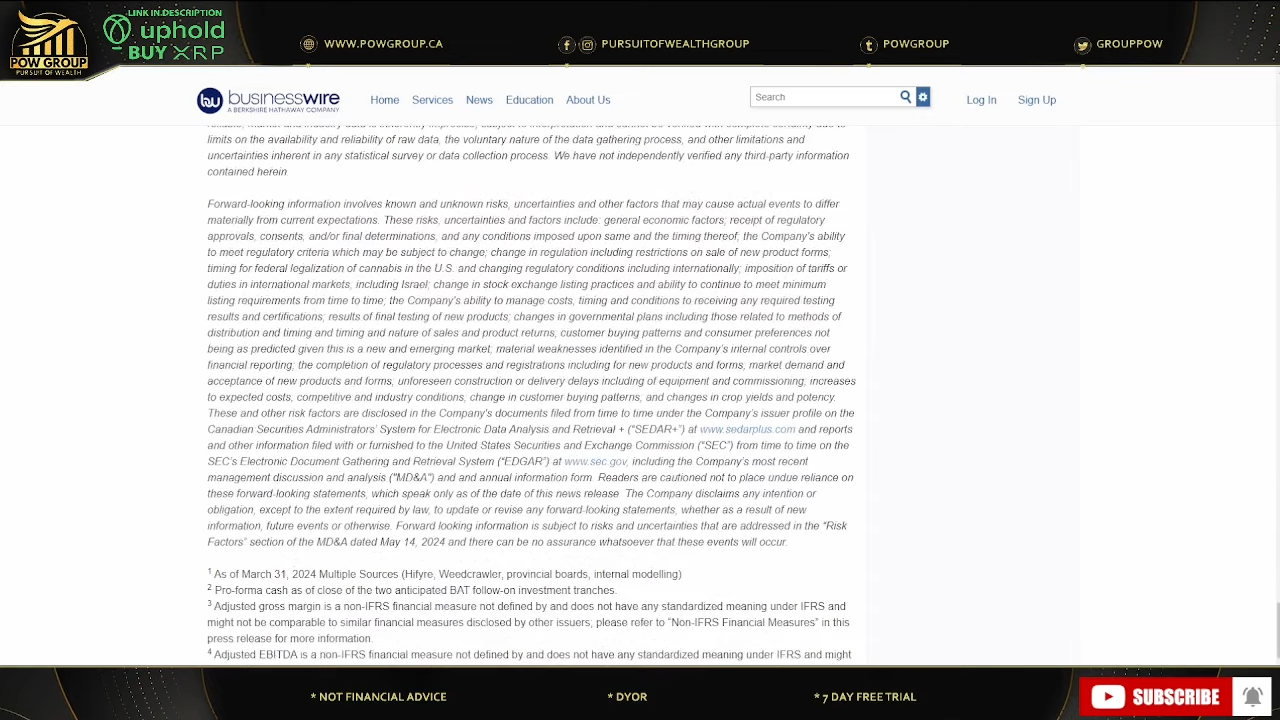 LINK IN DESCRIPTION
uphold
BUY XRP
POW GROUP
PURSUIT OF WEALTH
WWW.POWGROUP.CA
PURSUITOFWEALTHGROUP
POWGROUP
GROUPPOW
businesswire
A BERKSHIRE HATHAWAY COMPANY
Home Services News Education About Us
Search
Log In Sign Up
limits on the availability and reliability of raw data, the voluntary nature of the data gathering process, and other limitations and
uncertainties inherent in any statistical survey or data collection process. We have not independently verified any third-party information
contained herein.
Forward-looking information involves known and unknown risks, uncertainties and other factors that may cause actual events to differ
materially from current expectations. These risks, uncertainties and factors include: general economic factors; receipt of regulatory
approvals, consents, and/or final determinations, and any conditions imposed upon same and the timing thereof; the Company's ability
to meet regulatory criteria which may be subject to change; change in regulation including restrictions on sale of new product forms;
timing for federal legalization of cannabis in the U.S. and changing regulatory conditions including internationally; imposition of tariffs or
duties in international markets, including Israel; change in stock exchange listing practices and ability to continue to meet minimum
listing requirements from time to time; the Company's ability to manage costs, timing and conditions to receiving any required testing
results and certifications; results of final testing of new products; changes in governmental plans including those related to methods of
distribution and timing and timing and nature of sales and product returns; customer buying patterns and consumer preferences not
being as predicted given this is a new and emerging market; material weaknesses identified in the Company's internal controls over
financial reporting; the completion of regulatory processes and registrations including for new products and forms; market demand and
acceptance of new products and forms; unforeseen construction or delivery delays including of equipment and commissioning; increases
to expected costs; competitive and industry conditions, change in customer buying patterns, and changes in crop yields and potency.
These and other risk factors are disclosed in the Company's documents filed from time to time under the Company's issuer profile on the
Canadian Securities Administrators' System for Electronic Data Analysis and Retrieval + ("SEDAR+") at www.sedarplus.com and reports
and other information filed with or furnished to the United States Securities and Exchange Commission ("SEC") from time to time on the
SEC's Electronic Document Gathering and Retrieval System ("EDGAR") at www.sec.gov, including the Company's most recent
management discussion and analysis ("MD&A") and and annual information form. Readers are cautioned not to place undue reliance on
these forward-looking statements, which speak only as of the date of this news release. The Company disclaims any intention or
obligation, except to the extent required by law, to update or revise any forward-looking statements, whether as a result of new
information, future events or otherwise. Forward looking information is subject to risks and uncertainties that are addressed in the "Risk
Factors" section of the MD&A dated May 14, 2024 and there can be no assurance whatsoever that these events will occur.
1 As of March 31, 2024 Multiple Sources (Hifyre, Weedcrawler, provincial boards, internal modelling)
2 Pro-forma cash as of close of the two anticipated BAT follow-on investment tranches.
3 Adjusted gross margin is a non-IFRS financial measure not defined by and does not have any standardized meaning under IFRS and
might not be comparable to similar financial measures disclosed by other issuers; please refer to "Non-IFRS Financial Measures" in this
press release for more information.
4 Adjusted EBITDA is a non-IFRS financial measure not defined by and does not have any standardized meaning under IFRS and might
* NOT FINANCIAL ADVICE
* DYOR
* 7 DAY FREE TRIAL
SUBSCRIBE